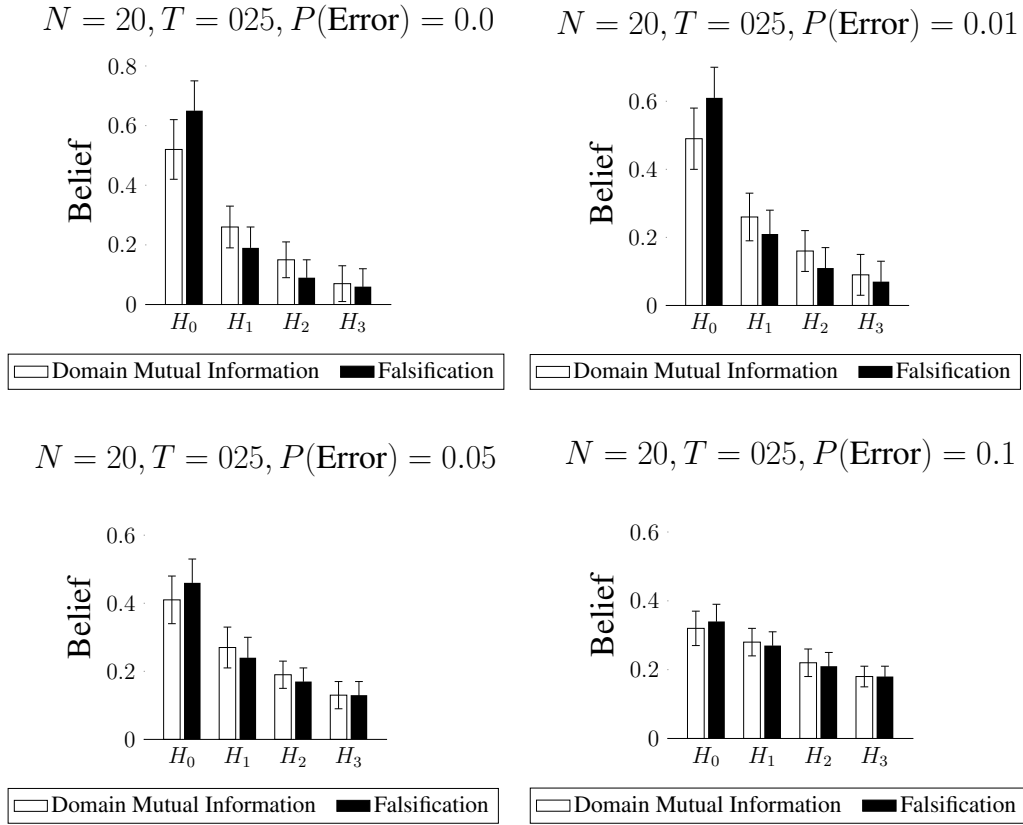 N = 20, T = 025, P(Error) = 0.0
Belief
0.8
0.6
0.4
0.2
0
H₀ H₁ H₂ H₃
Domain Mutual Information Falsification
N = 20, T = 025, P(Error) = 0.01
Belief
0.6
0.4
0.2
0
H₀ H₁ H₂ H₃
Domain Mutual Information Falsification
N = 20, T = 025, P(Error) = 0.05
Belief
0.6
0.4
0.2
0
H₀ H₁ H₂ H₃
Domain Mutual Information Falsification
N = 20, T = 025, P(Error) = 0.1
Belief
0.6
0.4
0.2
0
H₀ H₁ H₂ H₃
Domain Mutual Information Falsification